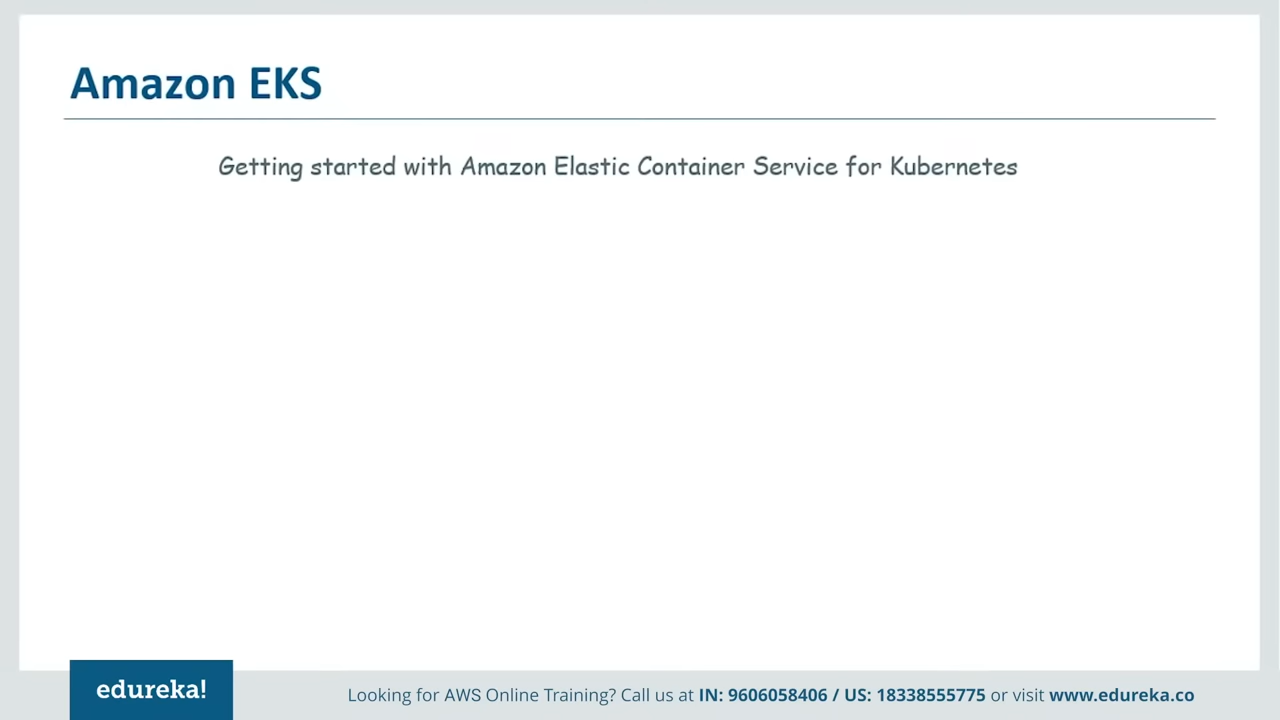 Amazon EKS
Getting started with Amazon Elastic Container Service for Kubernetes
edureka!
Looking for AWS Online Training? Call us at IN: 9606058406 / US: 18338555775 or visit www.edureka.co